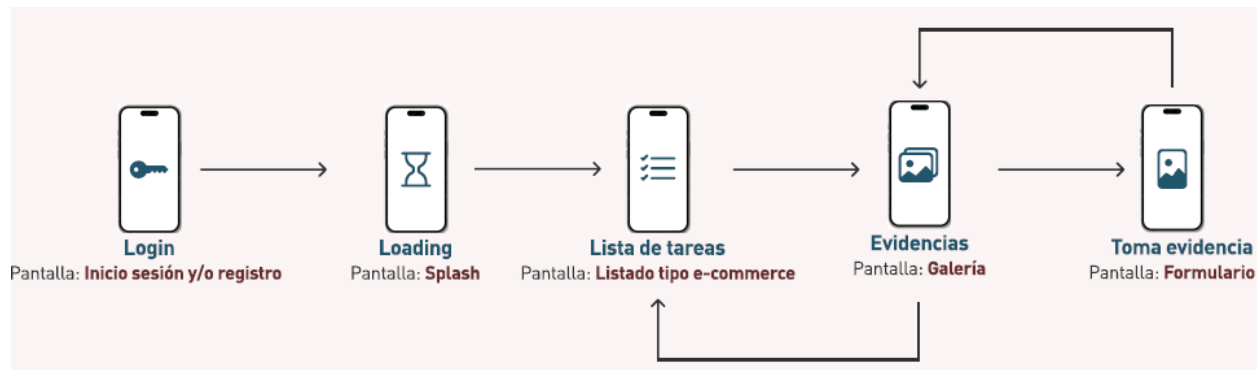 Login
Pantalla: Inicio sesión y/o registro
Loading
Pantalla: Splash
Lista de tareas
Pantalla: Listado tipo e-commerce
Evidencias
Pantalla: Galería
Toma evidencia
Pantalla: Formulario